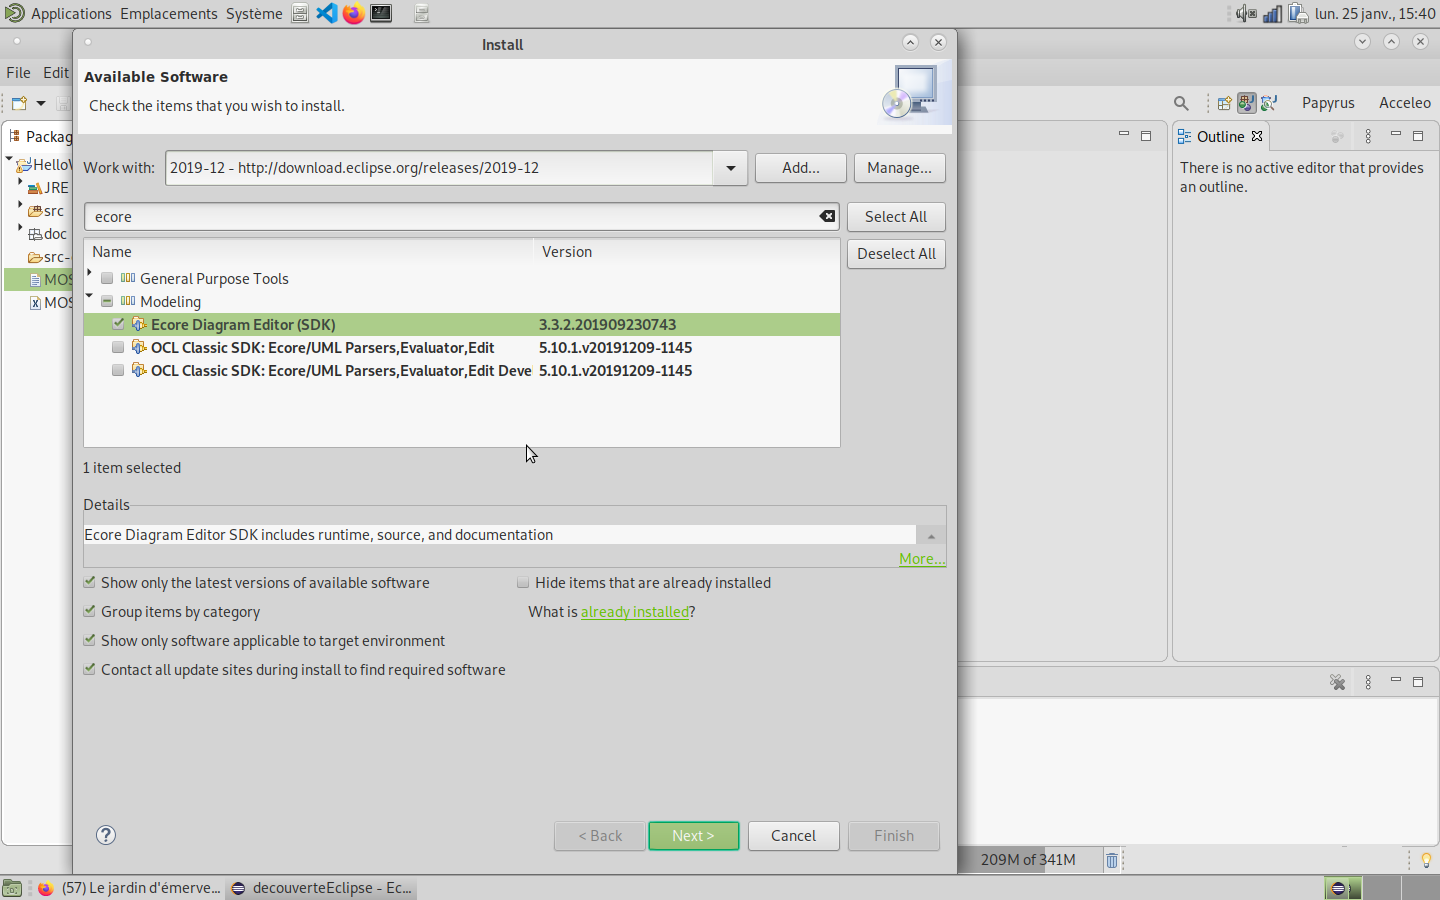 Applications Emplacements Système lun. 25 janv., 15:40
Install
File Edit
Available Software
Check the items that you wish to install.
Papyrus Acceleo
Packag
Outline
Work with: 2019-12 - http://download.eclipse.org/releases/2019-12 Add... Manage...
HelloW
There is no active editor that provides
an outline.
JRE
src
doc
src-
MOS
MOS
ecore Select All
Deselect All
Name Version
General Purpose Tools
Modeling
Ecore Diagram Editor (SDK) 3.3.2.201909230743
OCL Classic SDK: Ecore/UML Parsers,Evaluator,Edit 5.10.1.v20191209-1145
OCL Classic SDK: Ecore/UML Parsers,Evaluator,Edit Deve 5.10.1.v20191209-1145
1 item selected
Details
Ecore Diagram Editor SDK includes runtime, source, and documentation
More...
Show only the latest versions of available software Hide items that are already installed
Group items by category What is already installed?
Show only software applicable to target environment
Contact all update sites during install to find required software
? < Back Next > Cancel Finish
209M of 341M
(57) Le jardin d'émerve... decouverteEclipse - Ec...